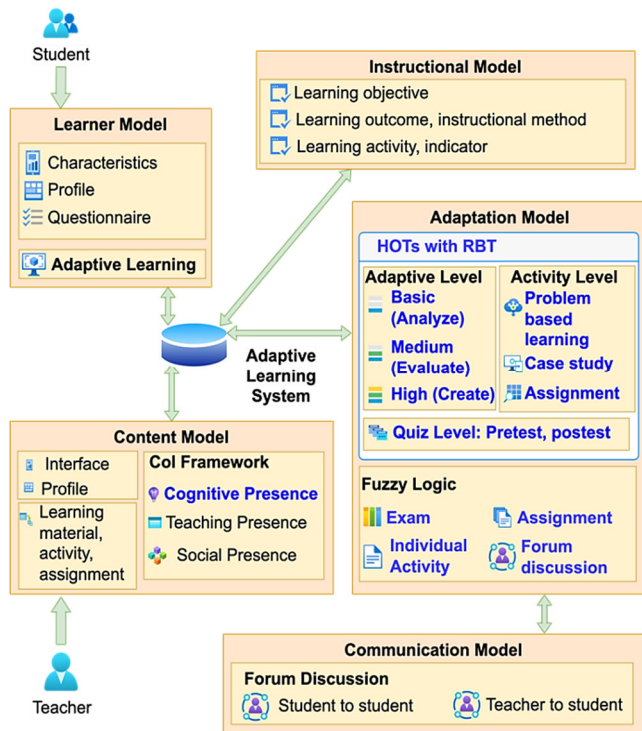 Student
Learner Model
Characteristics
Profile
Questionnaire
Adaptive Learning
Instructional Model
Learning objective
Learning outcome, instructional method
Learning activity, indicator
Adaptive
Learning
System
Adaptation Model
HOTs with RBT
Adaptive Level
Basic
(Analyze)
Medium
(Evaluate)
High (Create)
Activity Level
Problem
based
learning
Case study
Assignment
Quiz Level: Pretest, postest
Fuzzy Logic
Exam
Assignment
Individual
Activity
Forum
discussion
Content Model
Interface
Profile
Learning
material,
activity,
assignment
CoI Framework
Cognitive Presence
Teaching Presence
Social Presence
Teacher
Communication Model
Forum Discussion
Student to student
Teacher to student